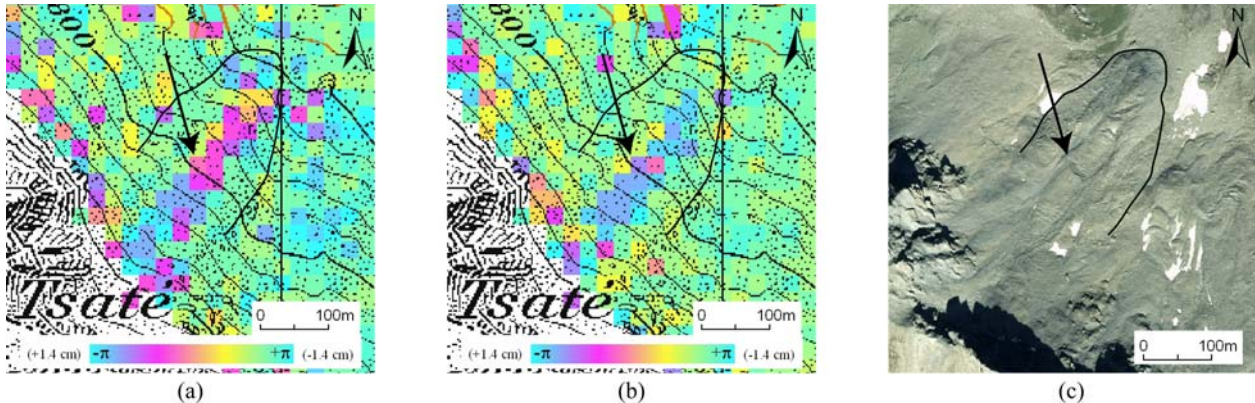 800
N
Tsaté
0 100m
(+1.4 cm) -π +π (-1.4 cm)
(a)
800
N
Tsaté
0 100m
(+1.4 cm) -π +π (-1.4 cm)
(b)
N
0 100m
(c)